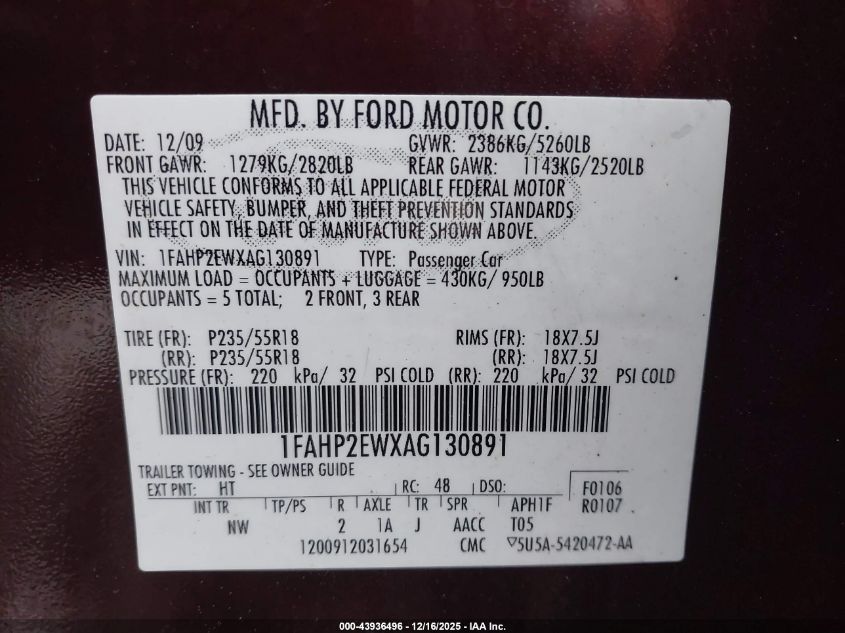 MFD. BY FORD MOTOR CO.
DATE: 12/09 GVWR: 2386KG/5260LB
FRONT GAWR: 1279KG/2820LB REAR GAWR: 1143KG/2520LB
THIS VEHICLE CONFORMS TO ALL APPLICABLE FEDERAL MOTOR
VEHICLE SAFETY, BUMPER, AND THEFT PREVENTION STANDARDS
IN EFFECT ON THE DATE OF MANUFACTURE SHOWN ABOVE.
VIN: 1FAHP2EWXAG130891 TYPE: Passenger Car
MAXIMUM LOAD = OCCUPANTS + LUGGAGE = 430KG/ 950LB
OCCUPANTS = 5 TOTAL; 2 FRONT, 3 REAR
TIRE (FR): P235/55R18 RIMS (FR): 18X7.5J
(RR): P235/55R18 (RR): 18X7.5J
PRESSURE (FR): 220 kPa/ 32 PSI COLD (RR): 220 kPa/ 32 PSI COLD
1FAHP2EWXAG130891
TRAILER TOWING - SEE OWNER GUIDE
EXT PNT: HT RC: 48 DSO: F0106
INT TR TP/PS R AXLE TR SPR APH1F R0107
NW 2 1A J AACC T05
1200912031654 CMC ▽5U5A-5420472-AA
000-43936496 - 12/16/2025 - IAA Inc.